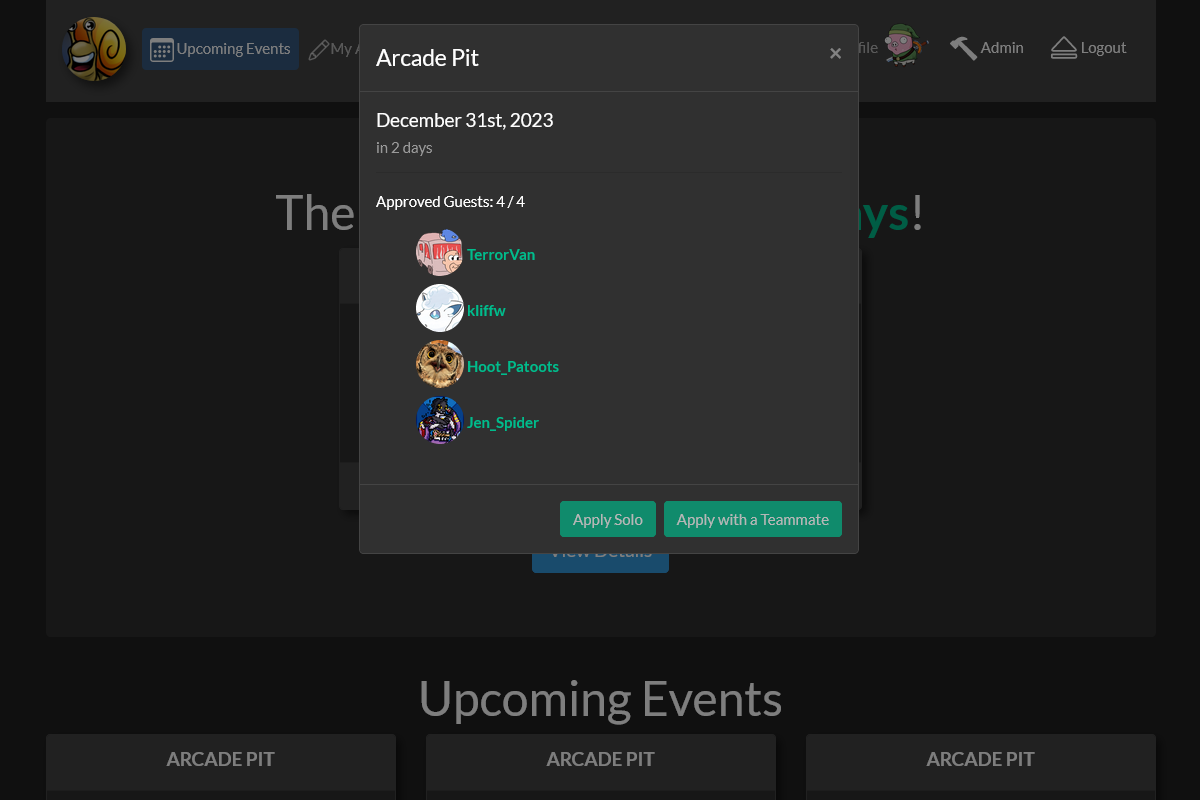 Upcoming Events
My
file
Admin
Logout
Arcade Pit
×
December 31st, 2023
in 2 days
The
ys!
Approved Guests: 4 / 4
TerrorVan
kliffw
Hoot_Patoots
Jen_Spider
Apply Solo
Apply with a Teammate
View Details
Upcoming Events
ARCADE PIT
ARCADE PIT
ARCADE PIT